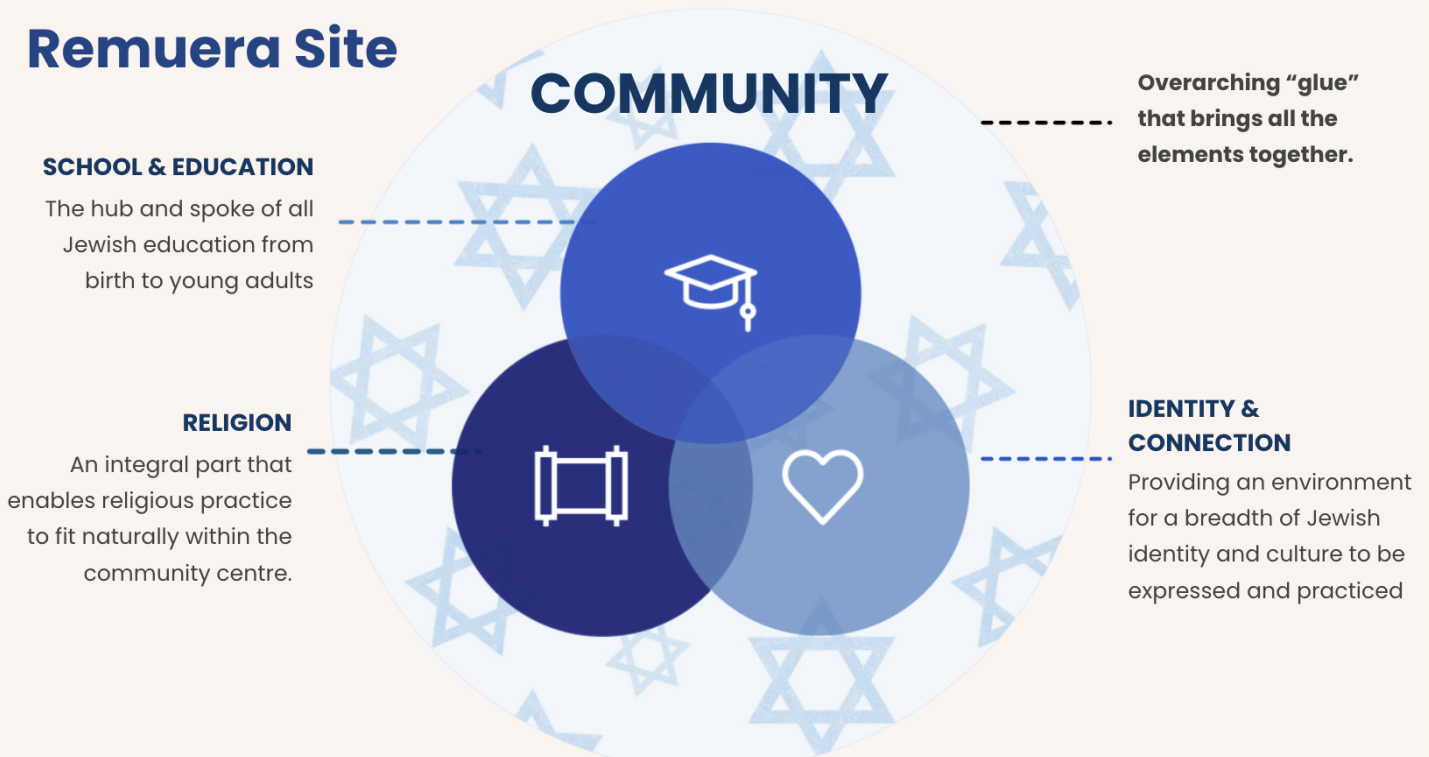 Remuera Site
COMMUNITY
Overarching “glue”
that brings all the
elements together.
SCHOOL & EDUCATION
The hub and spoke of all
Jewish education from
birth to young adults
RELIGION
An integral part that
enables religious practice
to fit naturally within the
community centre.
IDENTITY &
CONNECTION
Providing an environment
for a breadth of Jewish
identity and culture to be
expressed and practiced